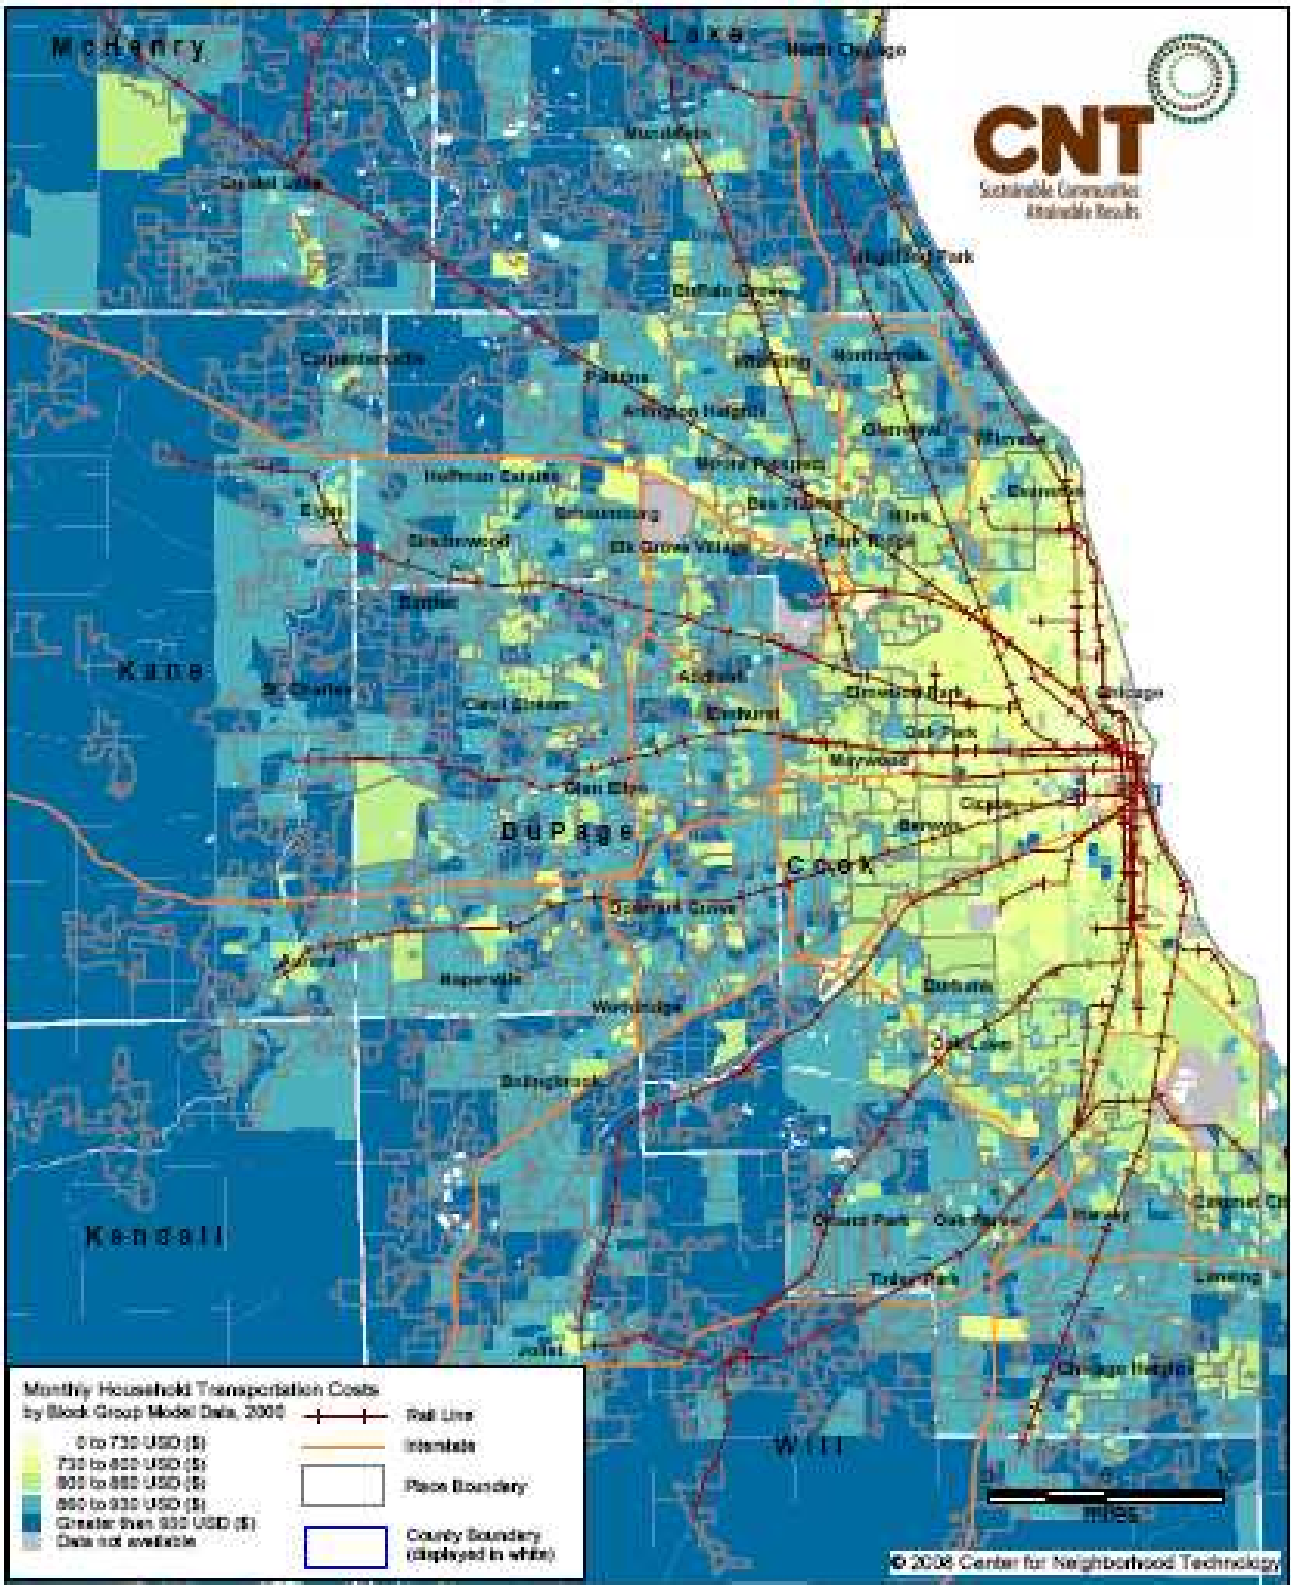 McHenry
Lake
North Chicago
CNT
Sustainable Communities
Attainable Results
Mundelein
Crystal Lake
Highland Park
Buffalo Grove
Carpentersville
Palatine
Wheeling
Northbrook
Arlington Heights
Glenview
Wilmette
Mount Prospect
Hoffman Estates
Evanston
Elgin
Schaumburg
Des Plaines
Niles
Streamwood
Elk Grove Village
Park Ridge
Bartlet
Kane
St. Charles
Addison
Elmwood Park
Chicago
Carol Stream
Elmhurst
Oak Park
Maywood
Glen Ellyn
Cicero
DuPage
Berwyn
Cook
Downers Grove
Aurora
Naperville
Burbank
Woodridge
Oak Lawn
Bolingbrook
Kendall
Orland Park
Oak Forest
Harvey
Calumet Cit
Tinley Park
Lansing
Joliet
Chicago Heights
Will
Monthly Household Transportation Costs
by Block Group Model Data, 2000
0 to 730 USD ($)
730 to 800 USD ($)
800 to 860 USD ($)
860 to 930 USD ($)
Greater than 930 USD ($)
Data not available
Rail Line
Interstate
Place Boundary
County Boundary
(displayed in white)
0
10
miles
© 2008 Center for Neighborhood Technology